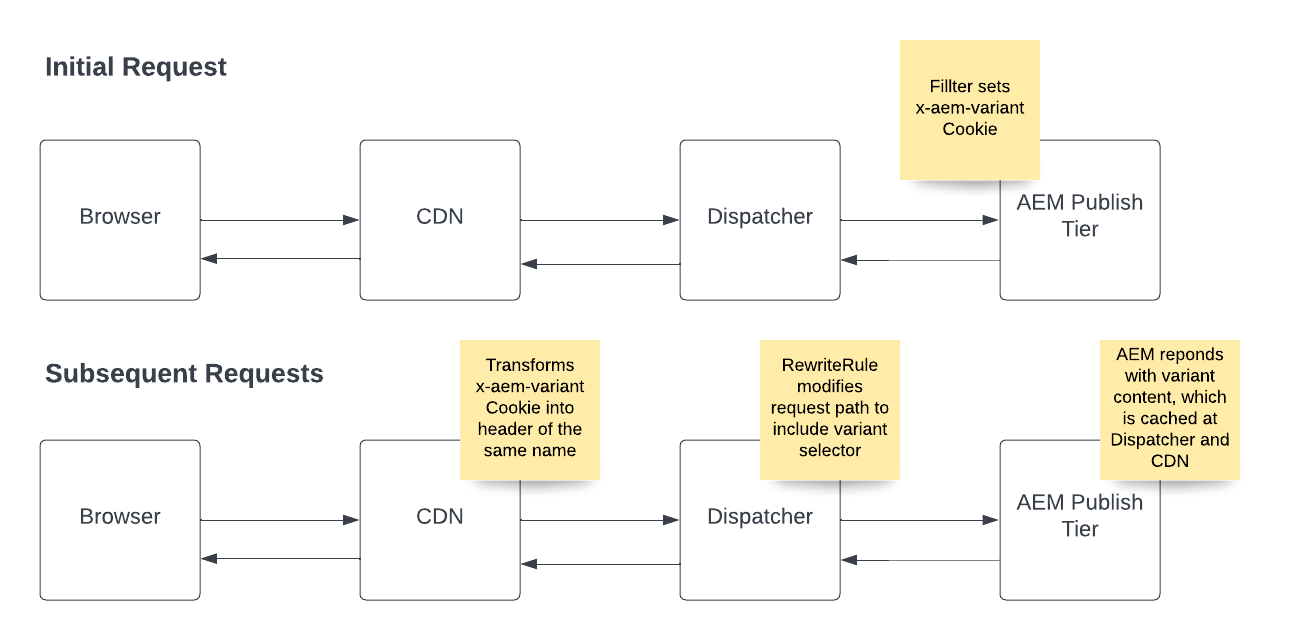 Initial Request
Fillter sets
x-aem-variant
Cookie
Browser
CDN
Dispatcher
AEM Publish
Tier
Subsequent Requests
Transforms
x-aem-variant
Cookie into
header of the
same name
RewriteRule
modifies
request path to
include variant
selector
AEM reponds
with variant
content, which
is cached at
Dispatcher and
CDN
Browser
CDN
Dispatcher
AEM Publish
Tier